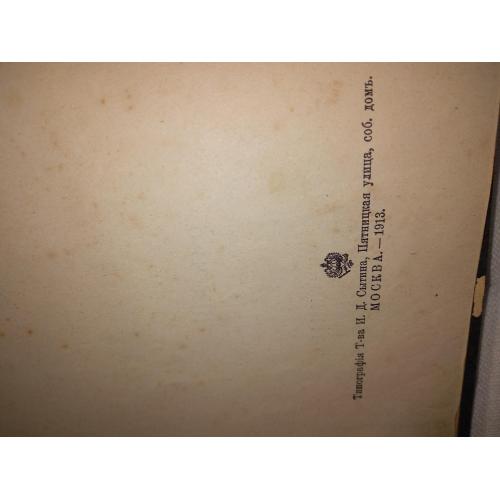 Типографія Т-ва И. Д. Сытина, Пятницкая улица, соб. домъ.
МОСКВА.—1913.